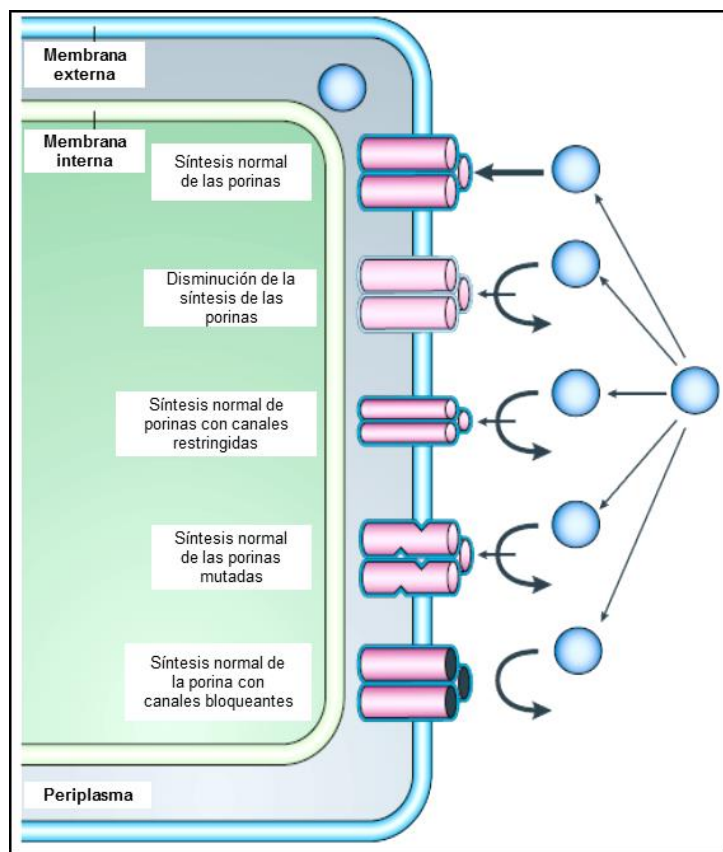 Membrana
externa
Membrana
interna
Síntesis normal
de las porinas
Disminución de la
síntesis de las
porinas
Síntesis normal de
porinas con canales
restringidas
Síntesis normal
de las porinas
mutadas
Síntesis normal de
la porina con
canales bloqueantes
Periplasma